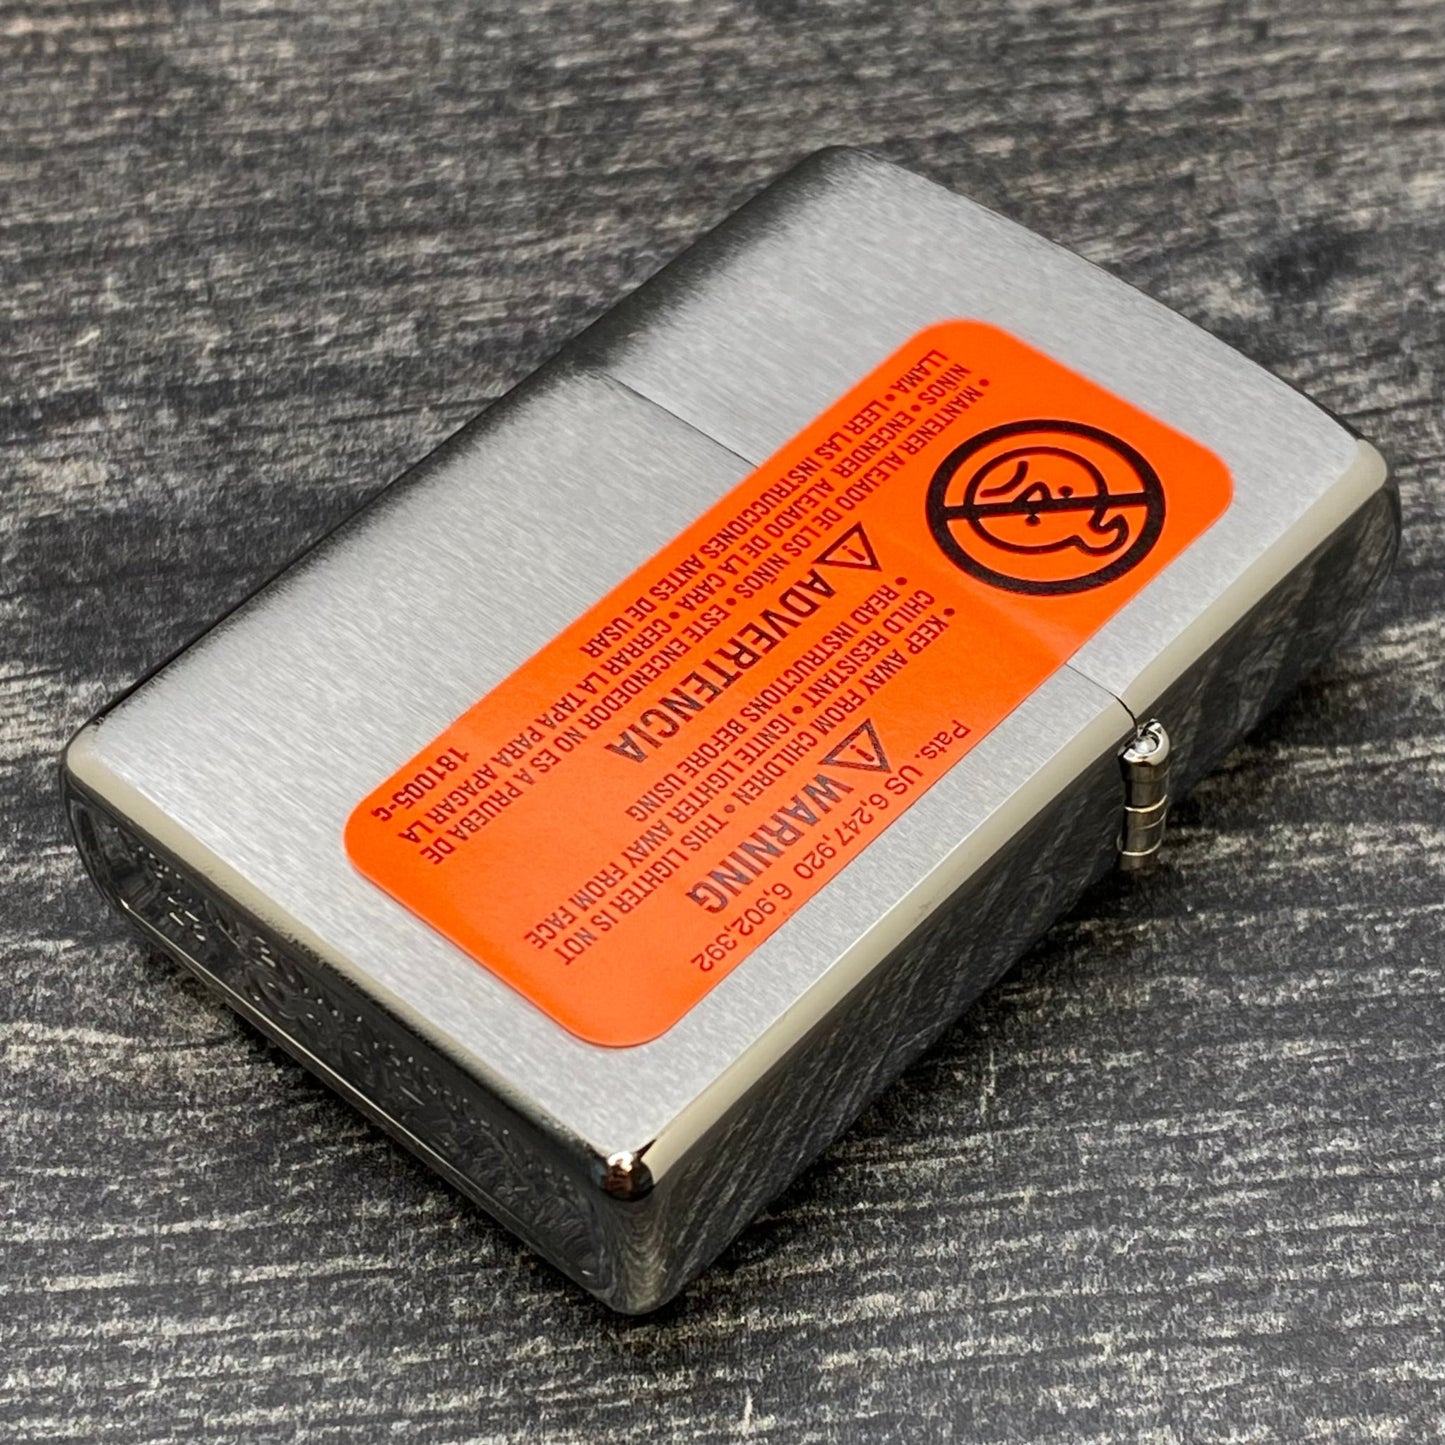 Pats. US 6,247,920 6,902,392
WARNING
• KEEP AWAY FROM CHILDREN • THIS LIGHTER IS NOT
CHILD RESISTANT • IGNITE LIGHTER AWAY FROM FACE
• READ INSTRUCTIONS BEFORE USING
ADVERTENCIA
• MANTENER ALEJADO DE LOS NIÑOS • ESTE ENCENDEDOR NO ES A PRUEBA DE
NIÑOS • ENCENDER ALEJADO DE LA CARA • CERRAR LA TAPA PARA APAGAR LA
LLAMA • LEER LAS INSTRUCCIONES ANTES DE USAR 181005-G